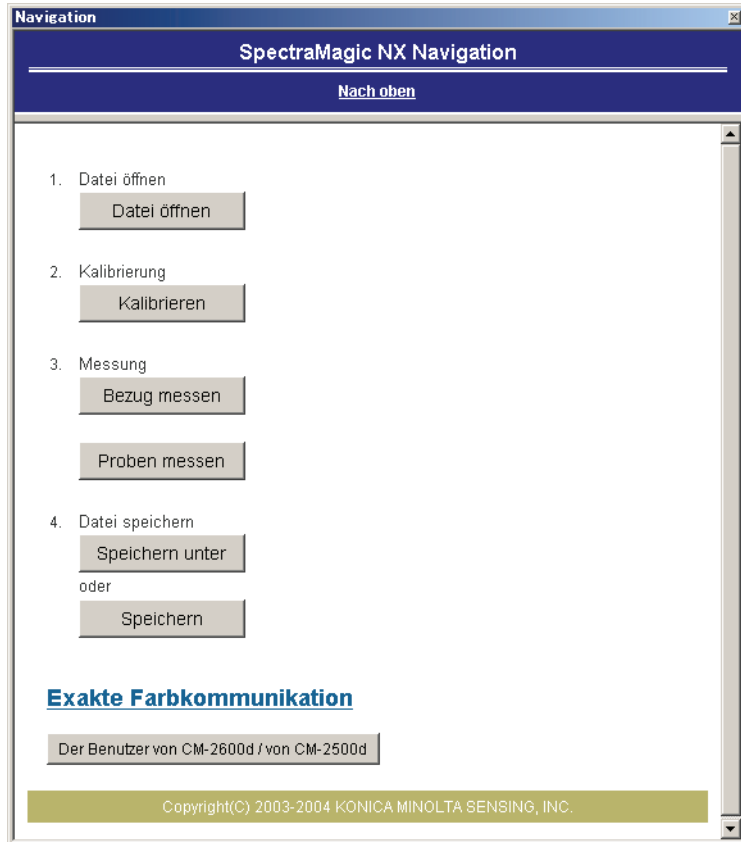 Navigation
SpectraMagic NX Navigation
Nach oben
1. Datei öffnen
Datei öffnen
2. Kalibrierung
Kalibrieren
3. Messung
Bezug messen
Proben messen
4. Datei speichern
Speichern unter
oder
Speichern
Exakte Farbkommunikation
Der Benutzer von CM-2600d / von CM-2500d
Copyright(C) 2003-2004 KONICA MINOLTA SENSING, INC.